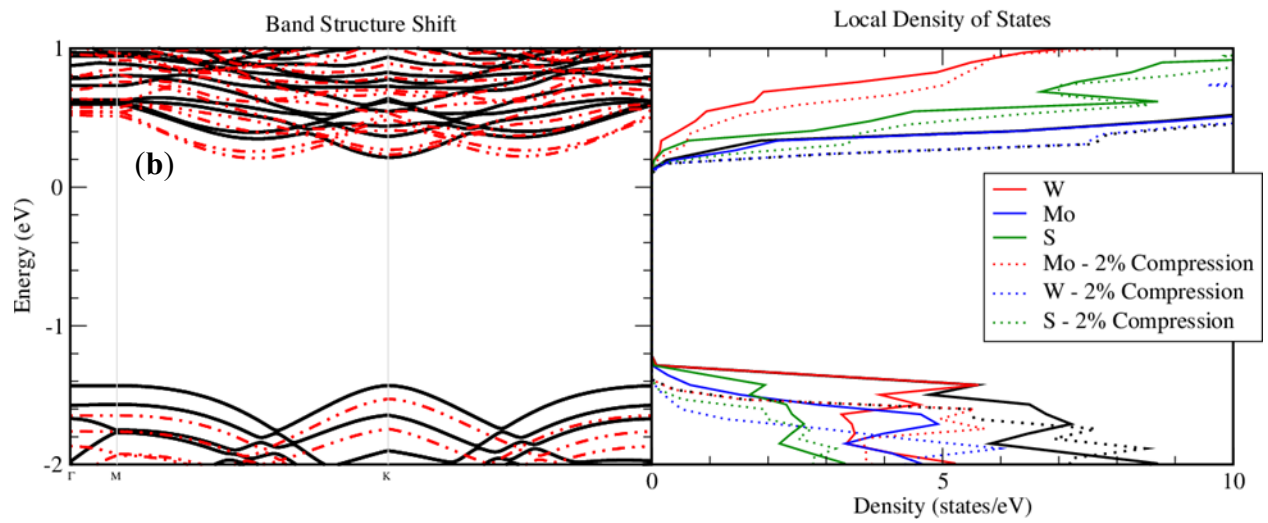 Band Structure Shift
Local Density of States
1
0
-1
-2
Energy (eV)
(b)
Γ
M
K
W
Mo
S
Mo - 2% Compression
W - 2% Compression
S - 2% Compression
0
5
10
Density (states/eV)